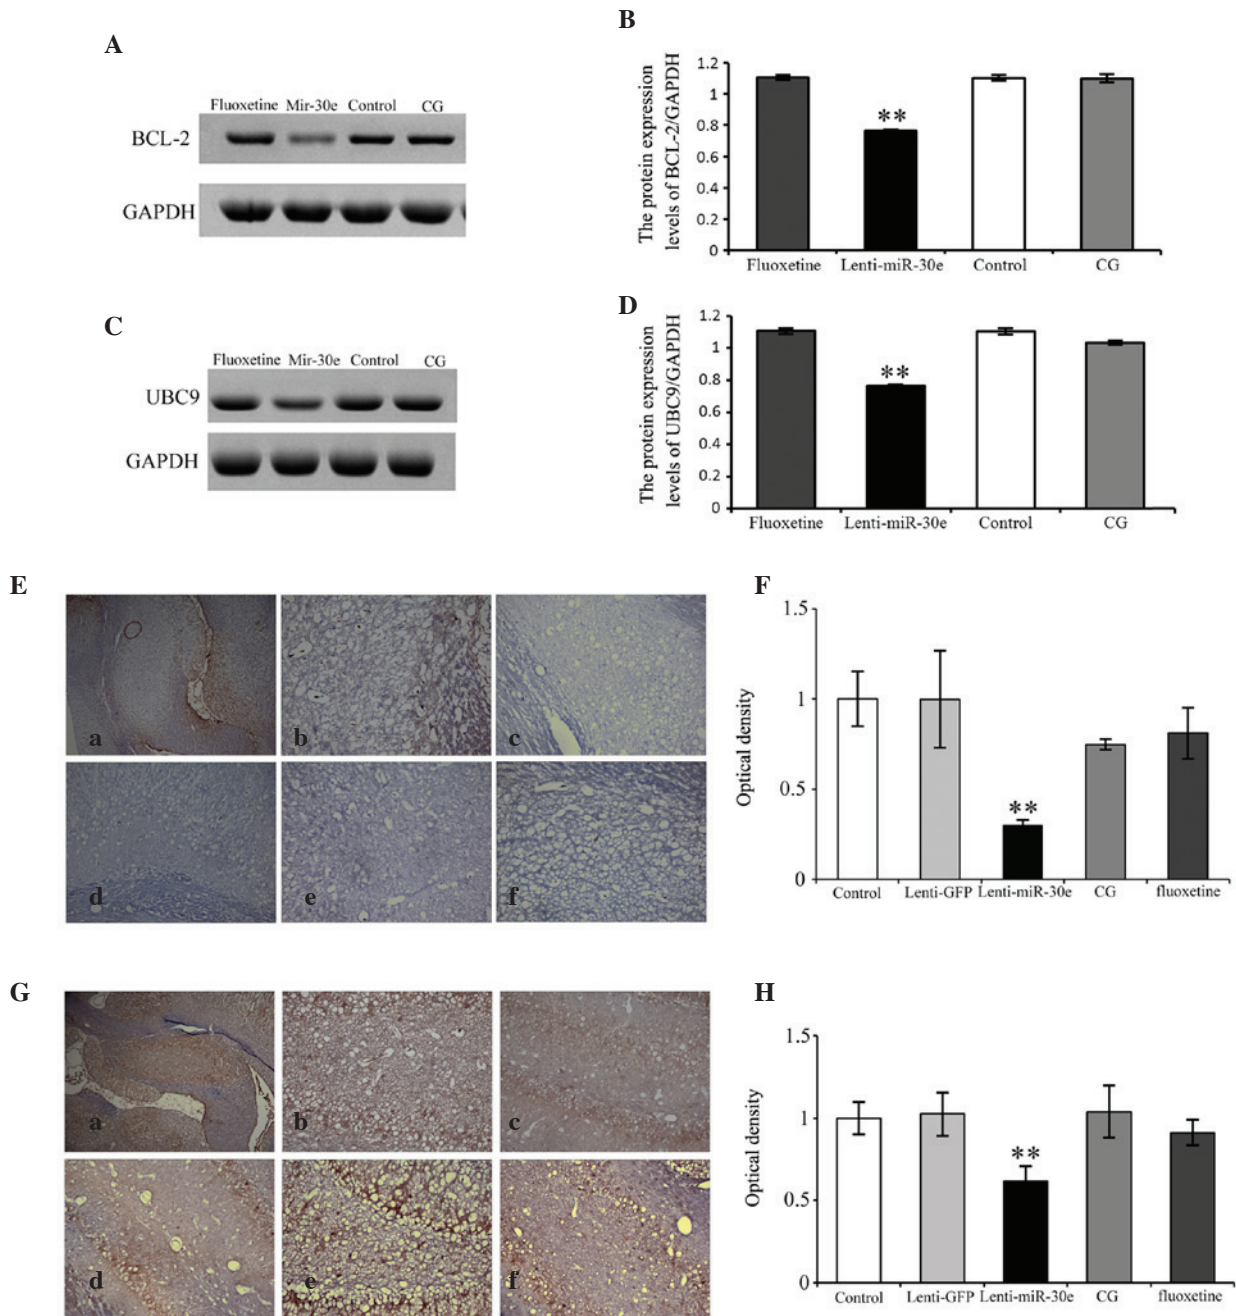 A
Fluoxetine Mir-30e Control CG
BCL-2
GAPDH
B
The protein expression
levels of BCL-2/GAPDH
1.2
1
0.8
0.6
0.4
0.2
0
**
Fluoxetine Lenti-miR-30e Control CG
C
Fluoxetine Mir-30e Control CG
UBC9
GAPDH
D
The protein expression
levels of UBC9/GAPDH
1.2
1
0.8
0.6
0.4
0.2
0
**
Fluoxetine Lenti-miR-30e Control CG
E
a b c
d e f
F
Optical density
1.5
1
0.5
0
**
Control Lenti-GFP Lenti-miR-30e CG fluoxetine
G
a b c
d e f
H
Optical density
1.5
1
0.5
0
**
Control Lenti-GFP Lenti-miR-30e CG fluoxetine